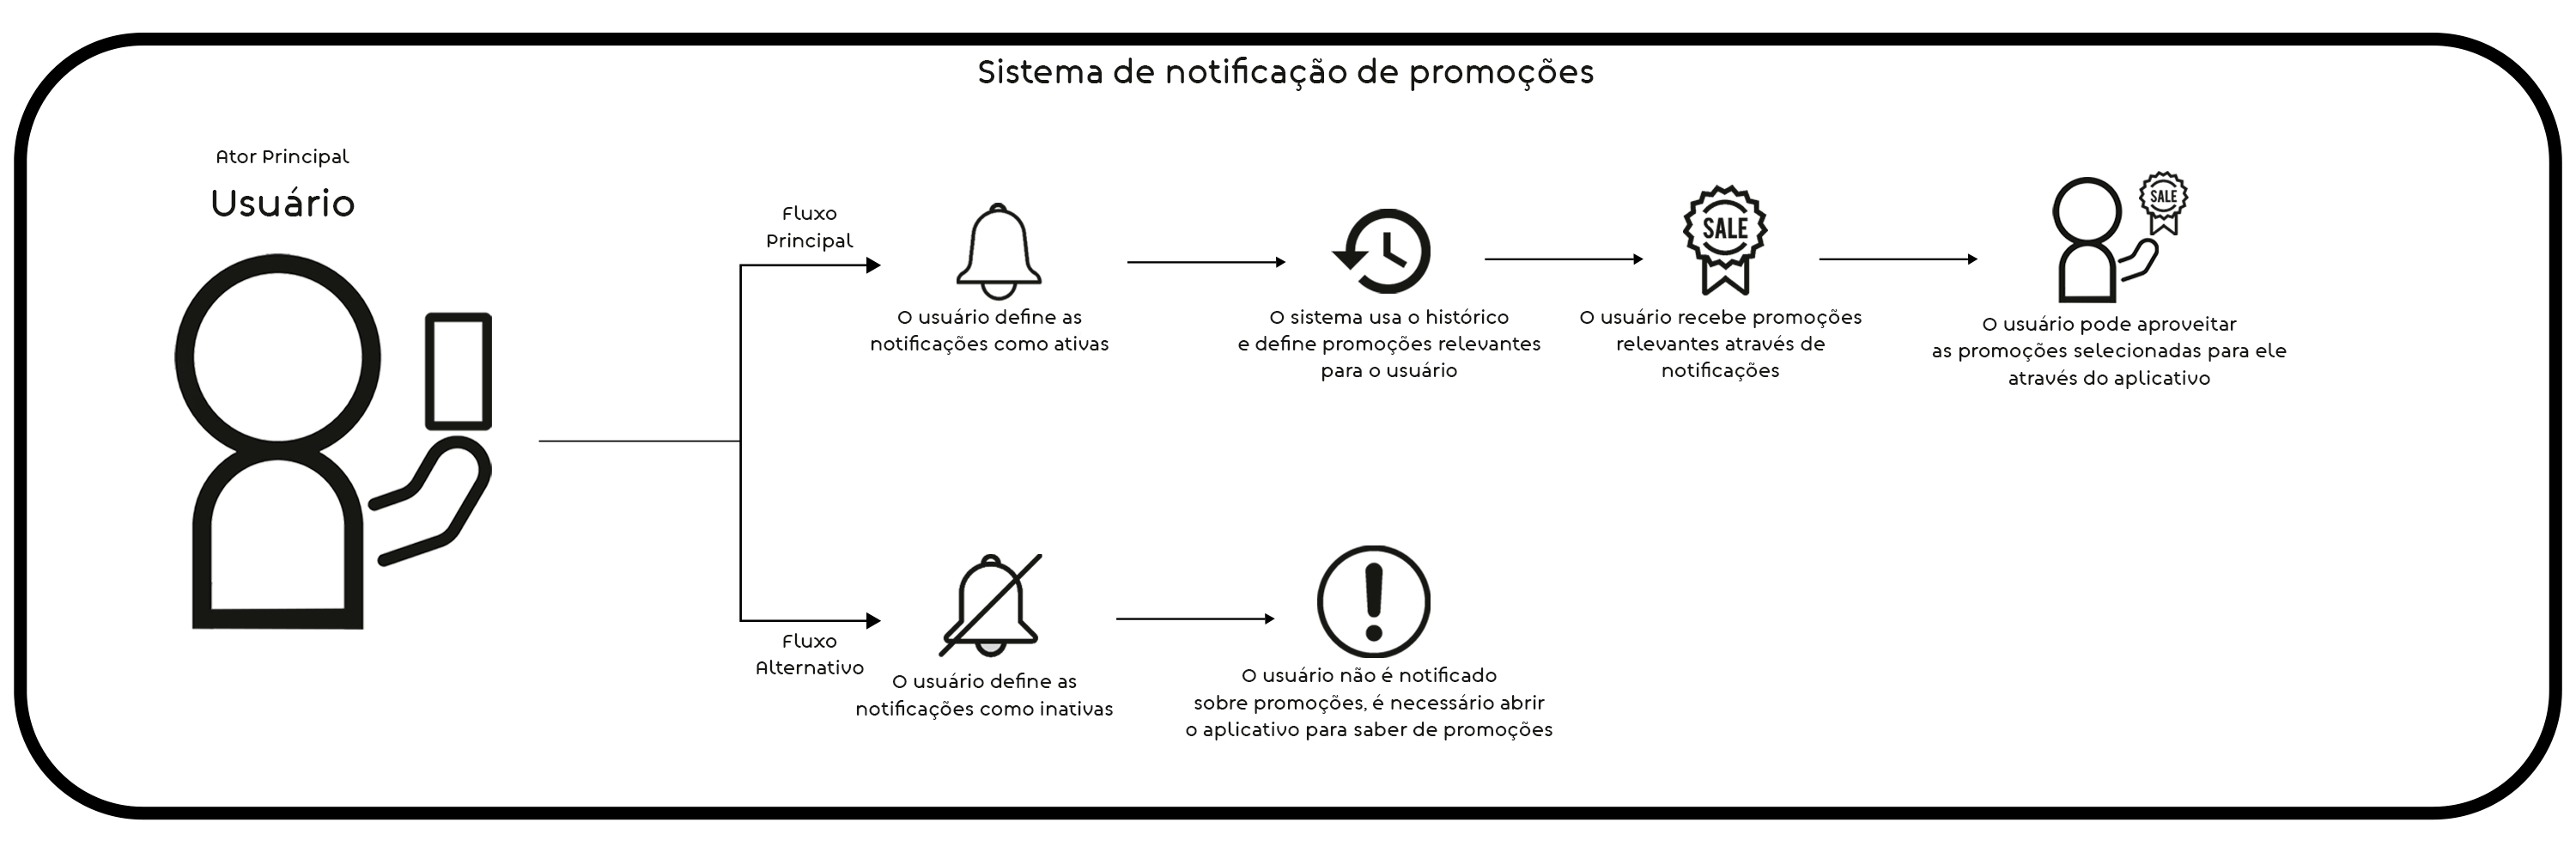 Sistema de notificação de promoções
Ator Principal
Usuário
Fluxo
Principal
O usuário define as
notificações como ativas
O sistema usa o histórico
e define promoções relevantes
para o usuário
SALE
O usuário recebe promoções
relevantes através de
notificações
SALE
O usuário pode aproveitar
as promoções selecionadas para ele
através do aplicativo
Fluxo
Alternativo
O usuário define as
notificações como inativas
O usuário não é notificado
sobre promoções, é necessário abrir
o aplicativo para saber de promoções